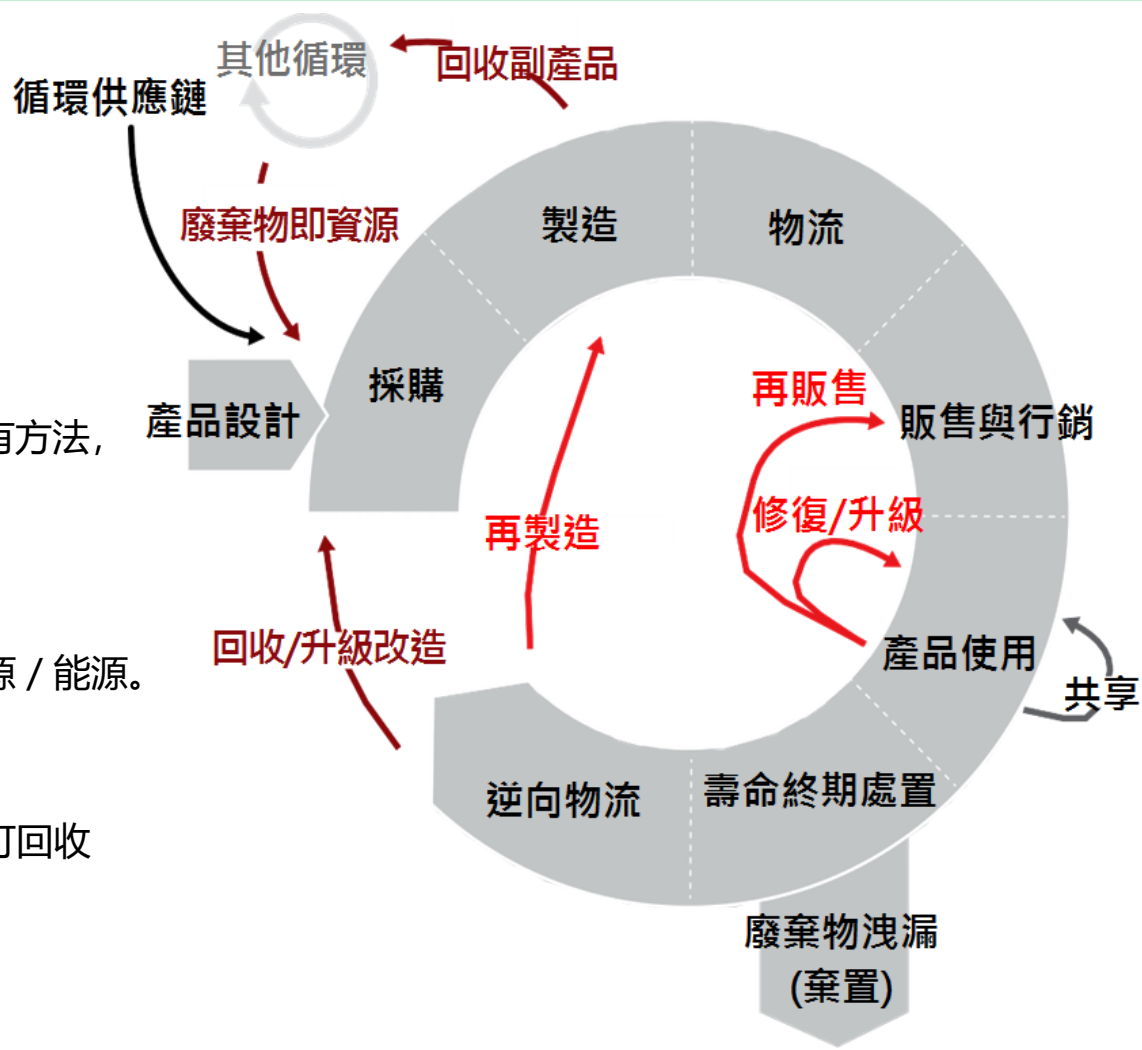 其他循環
回收副產品
循環供應鏈
廢棄物即資源
製造
物流
採購
再販售
產品設計
販售與行銷
有方法,
修復/升級
再製造
回收/升級改造
產品使用
源 / 能源。
共享
逆向物流
壽命終期處置
可回收
廢棄物洩漏
(棄置)